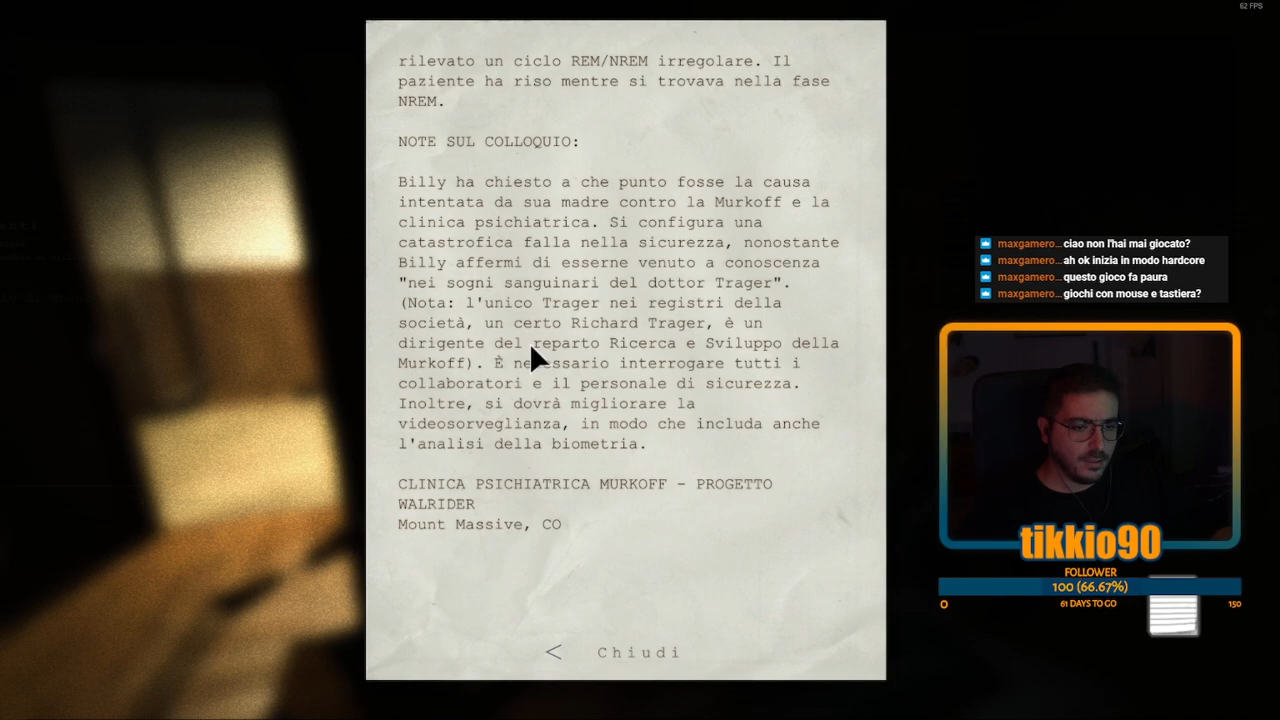 62 FPS
rilevato un ciclo REM/NREM irregolare. Il
paziente ha riso mentre si trovava nella fase
NREM.
NOTE SUL COLLOQUIO:
Billy ha chiesto a che punto fosse la causa
intentata da sua madre contro la Murkoff e la
clinica psichiatrica. Si configura una
catastrofica falla nella sicurezza, nonostante
Billy affermi di esserne venuto a conoscenza
"nei sogni sanguinari del dottor Trager".
(Nota: l'unico Trager nei registri della
società, un certo Richard Trager, è un
dirigente del reparto Ricerca e Sviluppo della
Murkoff). È necessario interrogare tutti i
collaboratori e il personale di sicurezza.
Inoltre, si dovrà migliorare la
videosorveglianza, in modo che includa anche
l'analisi della biometria.
CLINICA PSICHIATRICA MURKOFF - PROGETTO
WALRIDER
Mount Massive, CO
< Chiudi
maxgamero... ciao non l'hai mai giocato?
maxgamero... ah ok inizia in modo hardcore
maxgamero... questo gioco fa paura
maxgamero... giochi con mouse e tastiera?
tikkio90
FOLLOWER
100 (66.67%)
0 61 DAYS TO GO 150